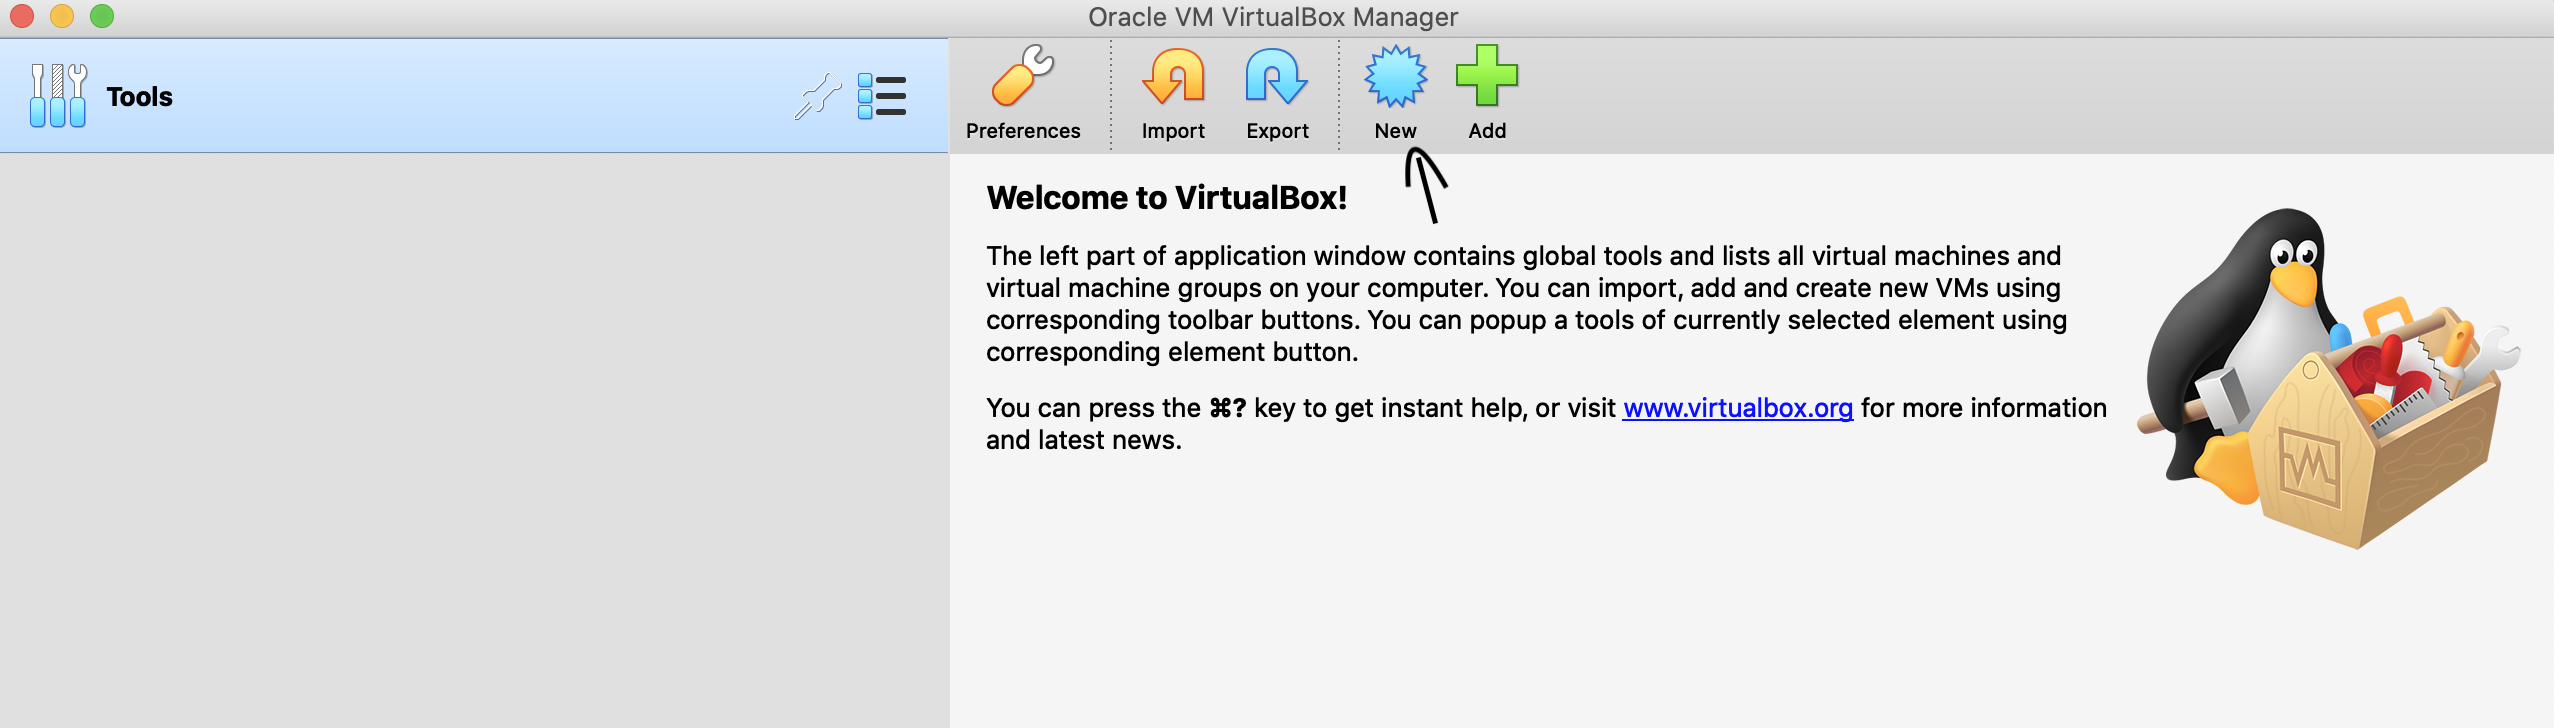 Oracle VM VirtualBox Manager
Tools
Preferences
Import
Export
New
Add
Welcome to VirtualBox!
The left part of application window contains global tools and lists all virtual machines and
virtual machine groups on your computer. You can import, add and create new VMs using
corresponding toolbar buttons. You can popup a tools of currently selected element using
corresponding element button.
You can press the ⌘? key to get instant help, or visit www.virtualbox.org for more information
and latest news.